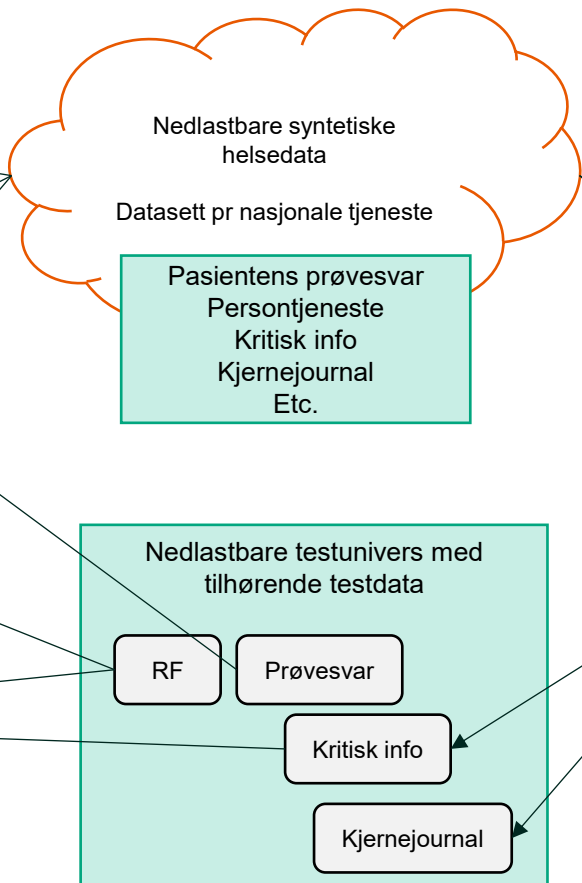 Nedlastbare syntetiske
helsedata
Datasett pr nasjonale tjeneste
Pasientens prøvesvar
Persontjeneste
Kritisk info
Kjernejournal
Etc.
Nedlastbare testunivers med
tilhørende testdata
RF
Prøvesvar
Kritisk info
Kjernejournal